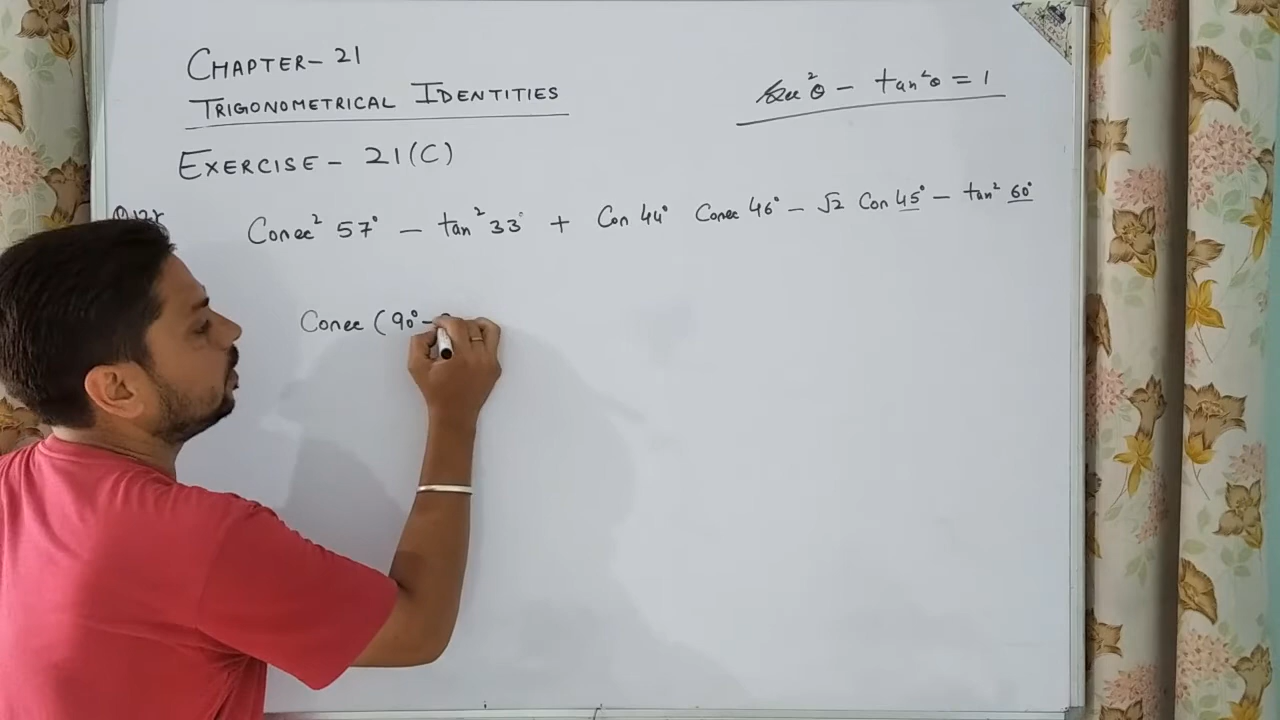 CHAPTER - 21
TRIGONOMETRICAL IDENTITIES
sec²θ - tan²θ = 1
EXERCISE - 21(C)
Cosec² 57° - tan² 33° + Cos 44° Cosec 46° - √2 Cos 45° - tan² 60°
Cosec (90° -